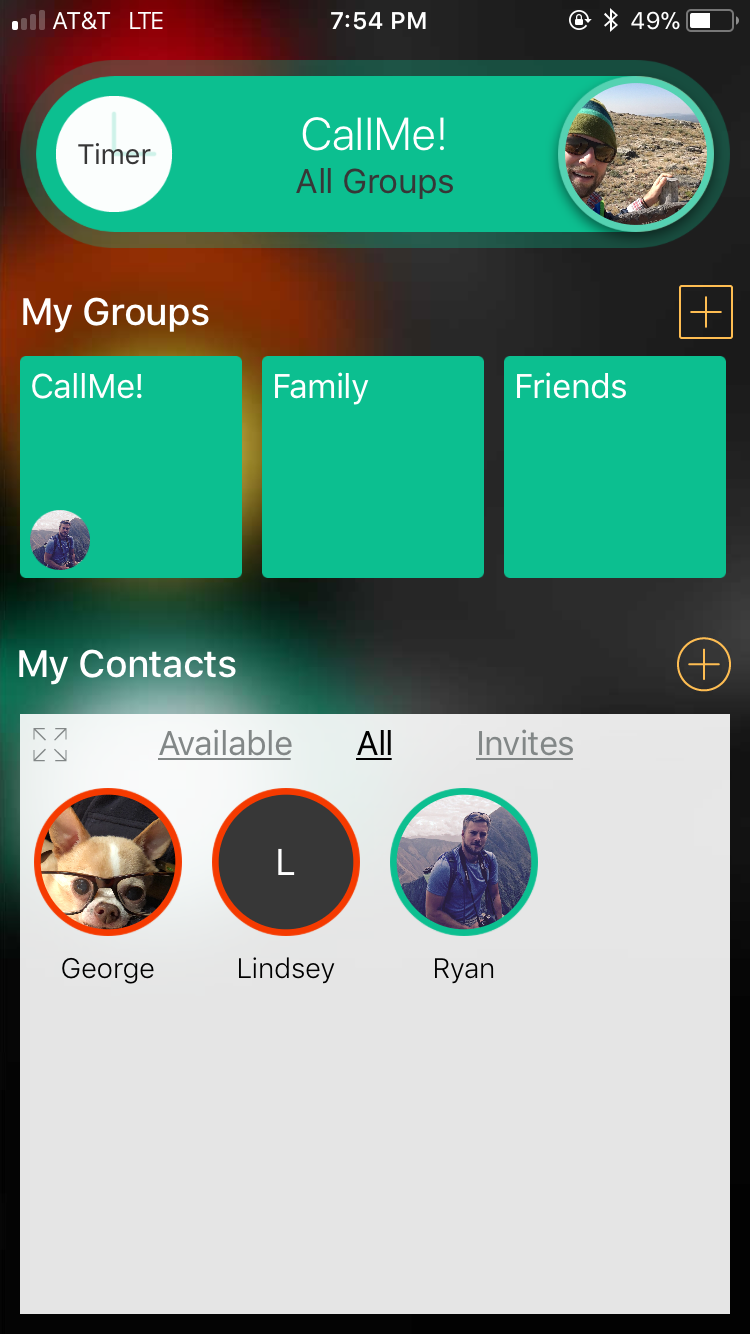 AT&T LTE 7:54 PM 49%
Timer
CallMe!
All Groups
My Groups
CallMe! Family Friends
My Contacts
Available All Invites
L
George Lindsey Ryan